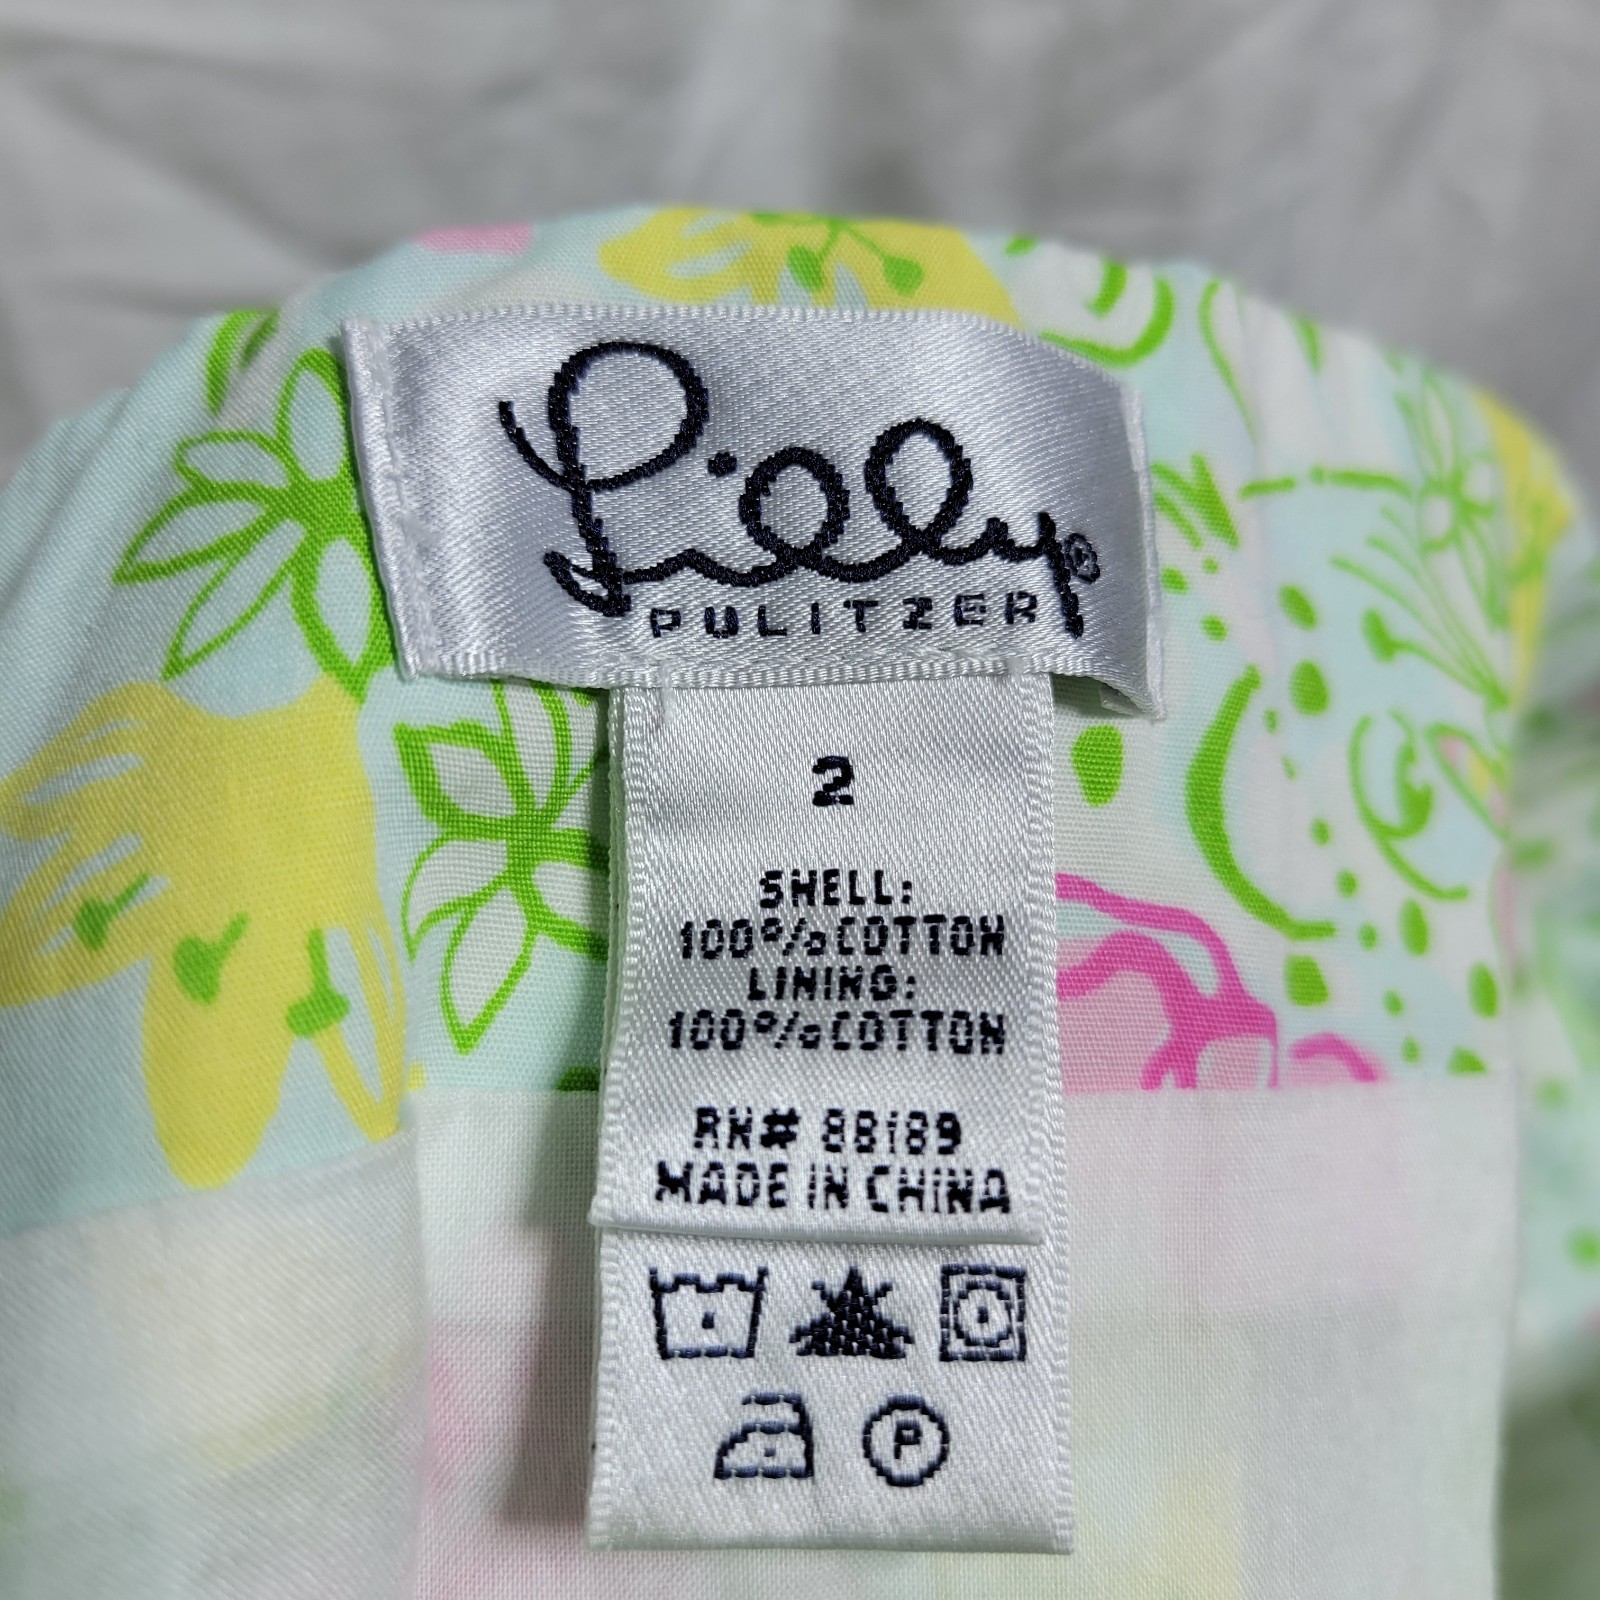 Lilly®
PULITZER
2
SHELL:
100%COTTON
LINING:
100%COTTON
RN# 88189
MADE IN CHINA
P